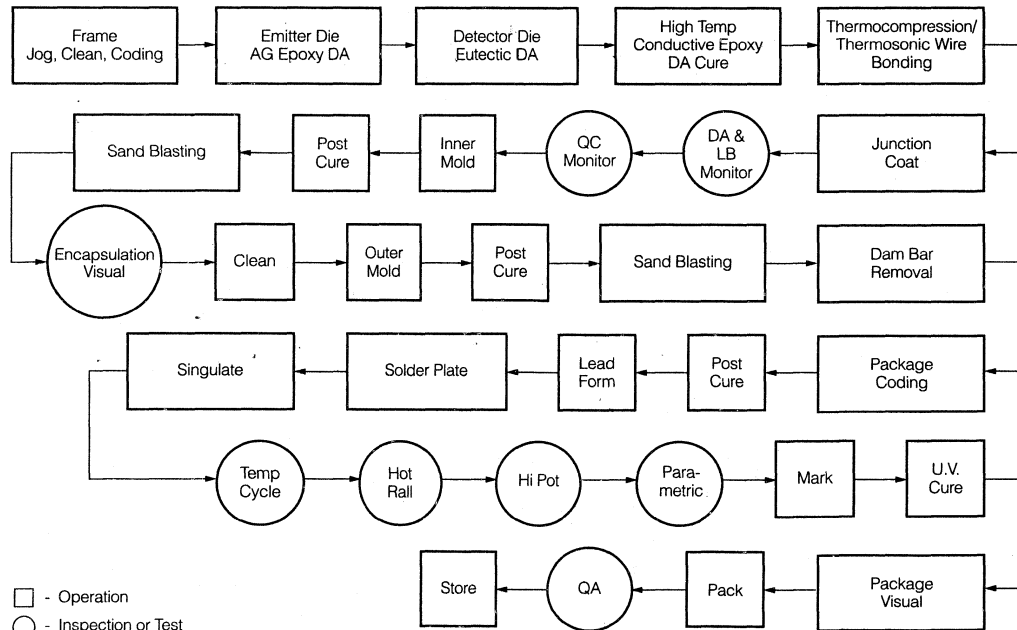 Frame
Jog, Clean, Coding
Emitter Die
AG Epoxy DA
Detector Die
Eutectic DA
High Temp
Conductive Epoxy
DA Cure
Thermocompression/
Thermosonic Wire
Bonding
Sand Blasting
Post
Cure
Inner
Mold
QC
Monitor
DA &
LB
Monitor
Junction
Coat
Encapsulation
Visual
Clean
Outer
Mold
Post
Cure
Sand Blasting
Dam Bar
Removal
Singulate
Solder Plate
Lead
Form
Post
Cure
Package
Coding
Temp
Cycle
Hot
Rall
Hi Pot
Para-
metric
Mark
U.V.
Cure
Store
QA
Pack
Package
Visual
- Operation
- Inspection or Test